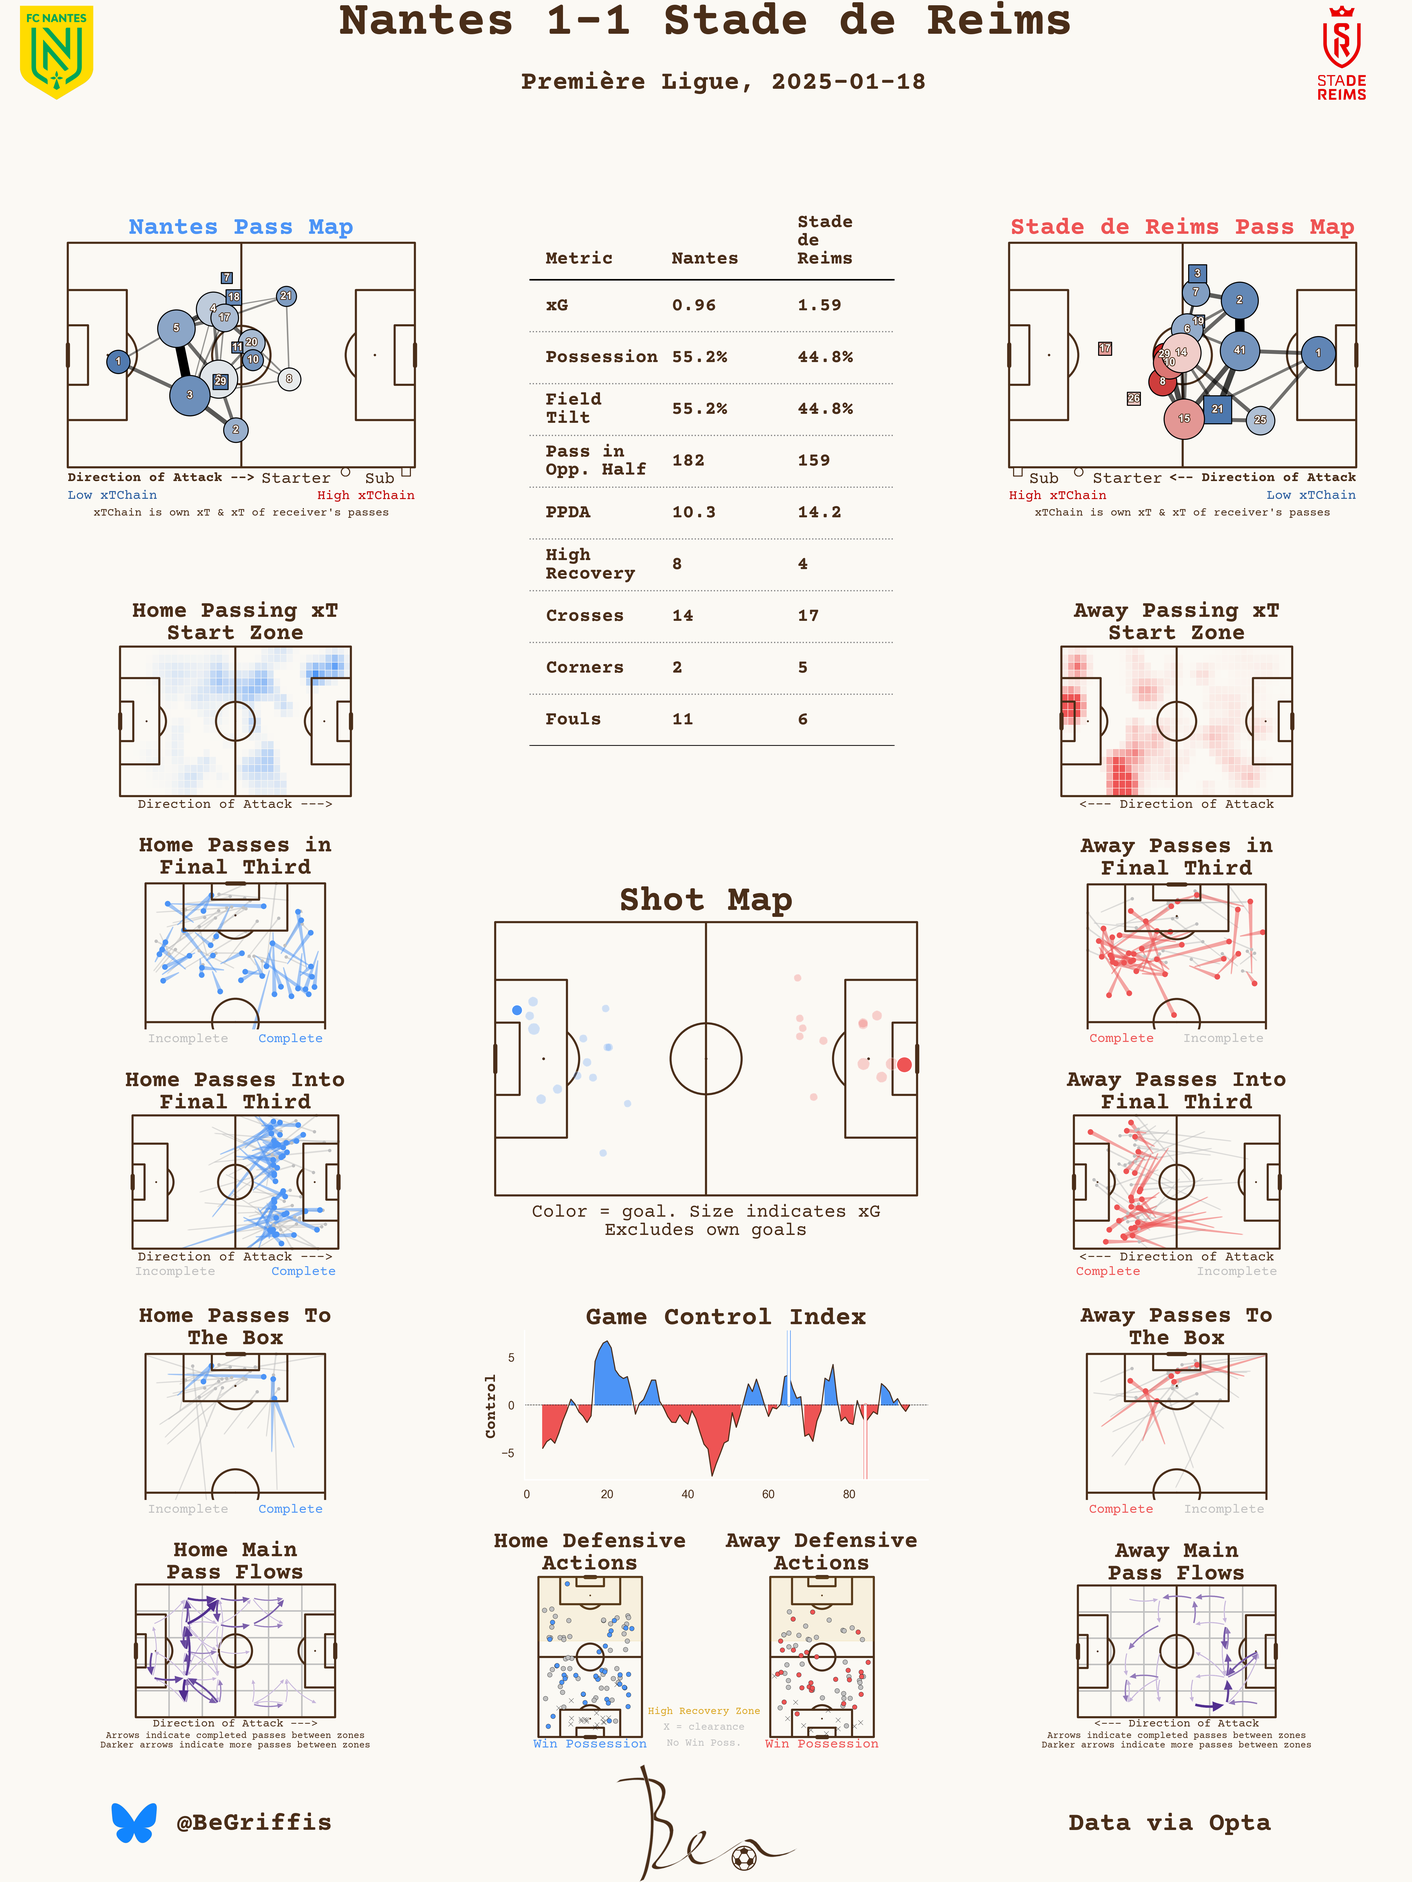 Nantes 1-1 Stade de Reims
Première Ligue, 2025-01-18
FC NANTES
N
STADE
REIMS
Nantes Pass Map
7
18
21
4
17
5
11
20
10
1
8
29
3
2
Direction of Attack --> Starter Sub
Low xTChain High xTChain
xTChain is own xT & xT of receiver's passes
Metric Nantes Stade de Reims
xG 0.96 1.59
Possession 55.2% 44.8%
Field Tilt 55.2% 44.8%
Pass in Opp. Half 182 159
PPDA 10.3 14.2
High Recovery 8 4
Crosses 14 17
Corners 2 5
Fouls 11 6
Stade de Reims Pass Map
3
7
2
19
6
17
29
14
10
41
1
8
26
21
15
25
Sub Starter <-- Direction of Attack
High xTChain Low xTChain
xTChain is own xT & xT of receiver's passes
Home Passing xT
Start Zone
Direction of Attack --->
Away Passing xT
Start Zone
<--- Direction of Attack
Home Passes in
Final Third
Incomplete Complete
Shot Map
Color = goal. Size indicates xG
Excludes own goals
Away Passes in
Final Third
Complete Incomplete
Home Passes Into
Final Third
Direction of Attack --->
Incomplete Complete
Away Passes Into
Final Third
<--- Direction of Attack
Complete Incomplete
Home Passes To
The Box
Incomplete Complete
Game Control Index
Control
5
0
−5
0 20 40 60 80
Away Passes To
The Box
Complete Incomplete
Home Main
Pass Flows
Direction of Attack --->
Arrows indicate completed passes between zones
Darker arrows indicate more passes between zones
Home Defensive
Actions
Win Possession
High Recovery Zone
X = clearance
No Win Poss.
Away Defensive
Actions
Win Possession
Away Main
Pass Flows
<--- Direction of Attack
Arrows indicate completed passes between zones
Darker arrows indicate more passes between zones
@BeGriffis
Ben
Data via Opta